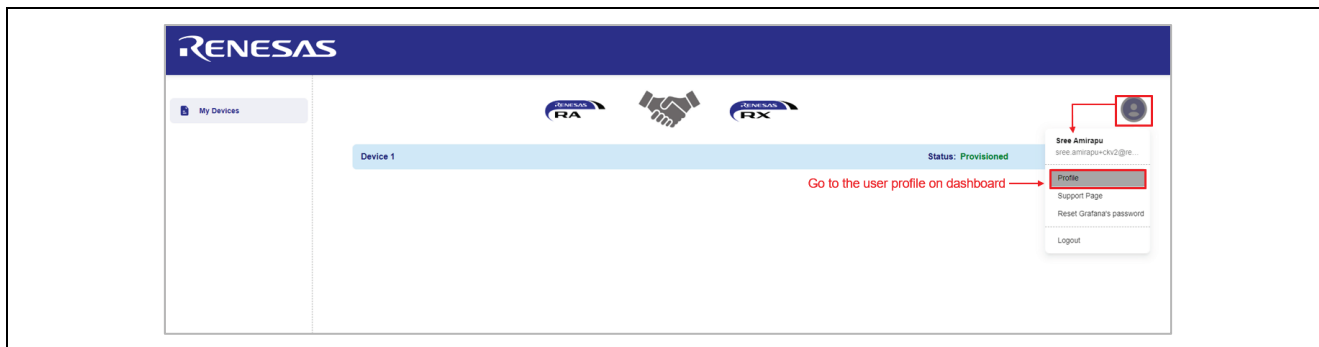 RENESAS
My Devices
RENESAS
RA
RENESAS
RX
Device 1
Status: Provisioned
Sree Amirapu
sree.amirapu+ckv2@re...
Go to the user profile on dashboard
Profile
Support Page
Reset Grafana's password
Logout